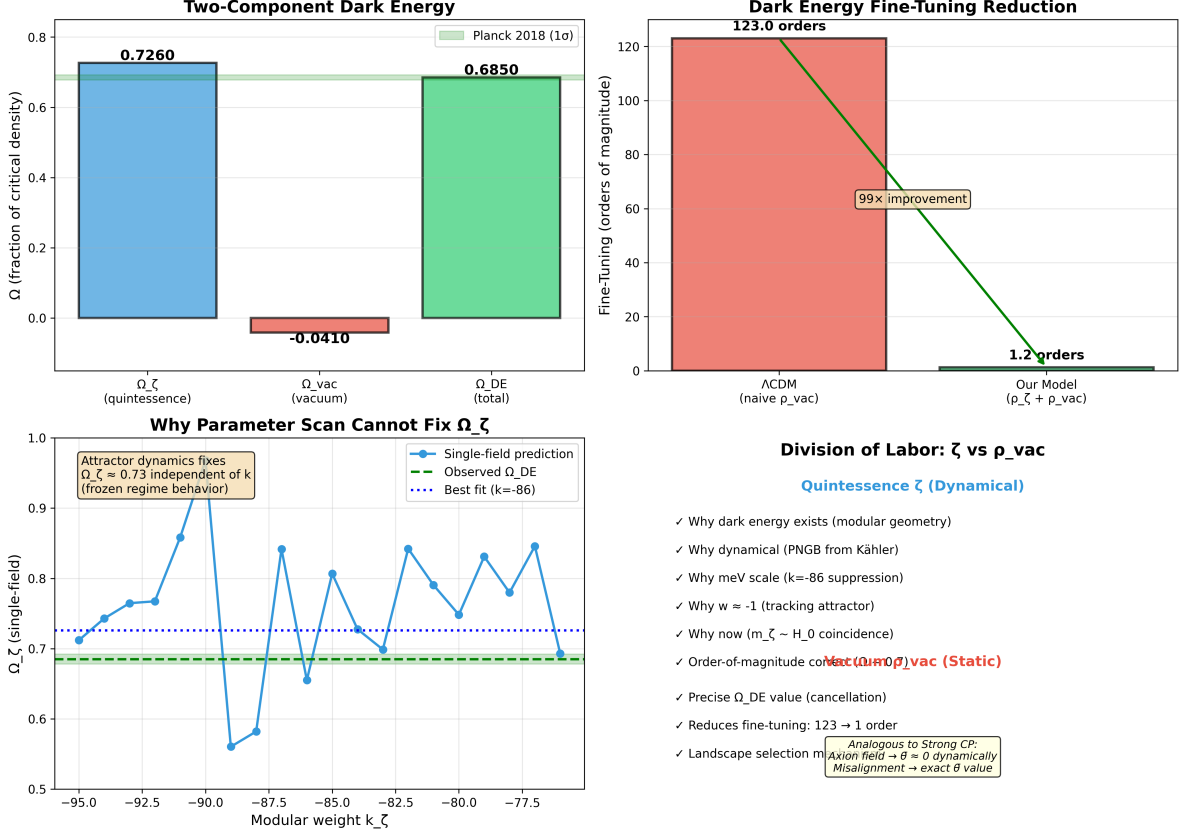 Two-Component Dark Energy
Ω (fraction of critical density)
0.8
0.6
0.4
0.2
0.0
Planck 2018 (1σ)
0.7260
-0.0410
0.6850
Ω_ζ
(quintessence)
Ω_vac
(vacuum)
Ω_DE
(total)
Dark Energy Fine-Tuning Reduction
Fine-Tuning (orders of magnitude)
120
100
80
60
40
20
0
123.0 orders
99× improvement
1.2 orders
ΛCDM
(naive ρ_vac)
Our Model
(ρ_ζ + ρ_vac)
Why Parameter Scan Cannot Fix Ω_ζ
Ω_ζ (single-field)
1.0
0.9
0.8
0.7
0.6
0.5
Attractor dynamics fixes
Ω_ζ ≈ 0.73 independent of k
(frozen regime behavior)
Single-field prediction
Observed Ω_DE
Best fit (k=-86)
−95.0 −92.5 −90.0 −87.5 −85.0 −82.5 −80.0 −77.5
Modular weight k_ζ
Division of Labor: ζ vs ρ_vac
Quintessence ζ (Dynamical)
✓ Why dark energy exists (modular geometry)
✓ Why dynamical (PNGB from Kähler)
✓ Why meV scale (k=-86 suppression)
✓ Why w ≈ -1 (tracking attractor)
✓ Why now (m_ζ ~ H_0 coincidence)
✓ Order-of-magnitude correct (Ω ~ 0.7)
Vacuum ρ_vac (Static)
✓ Precise Ω_DE value (cancellation)
✓ Reduces fine-tuning: 123 → 1 order
✓ Landscape selection
Analogous to Strong CP:
Axion field → θ̄ ≈ 0 dynamically
Misalignment → exact θ̄ value